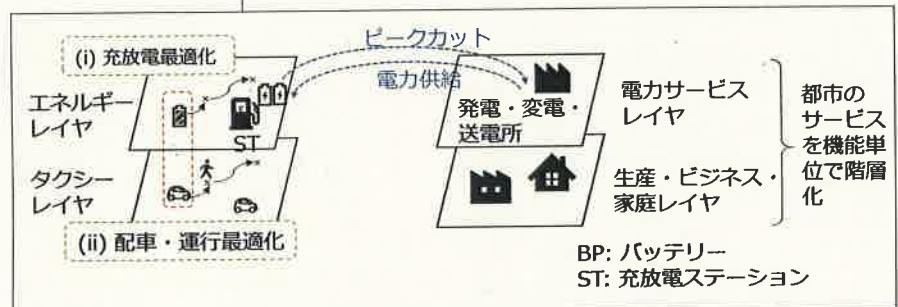 (i) 充放電最適化
ピークカット
電力供給
エネルギー
レイヤ
ST
発電・変電・
送電所
電力サービス
レイヤ
都市の
サービス
を機能単
位で階層
化
タクシー
レイヤ
生産・ビジネス・
家庭レイヤ
(ii) 配車・運行最適化
BP: バッテリー
ST: 充放電ステーション